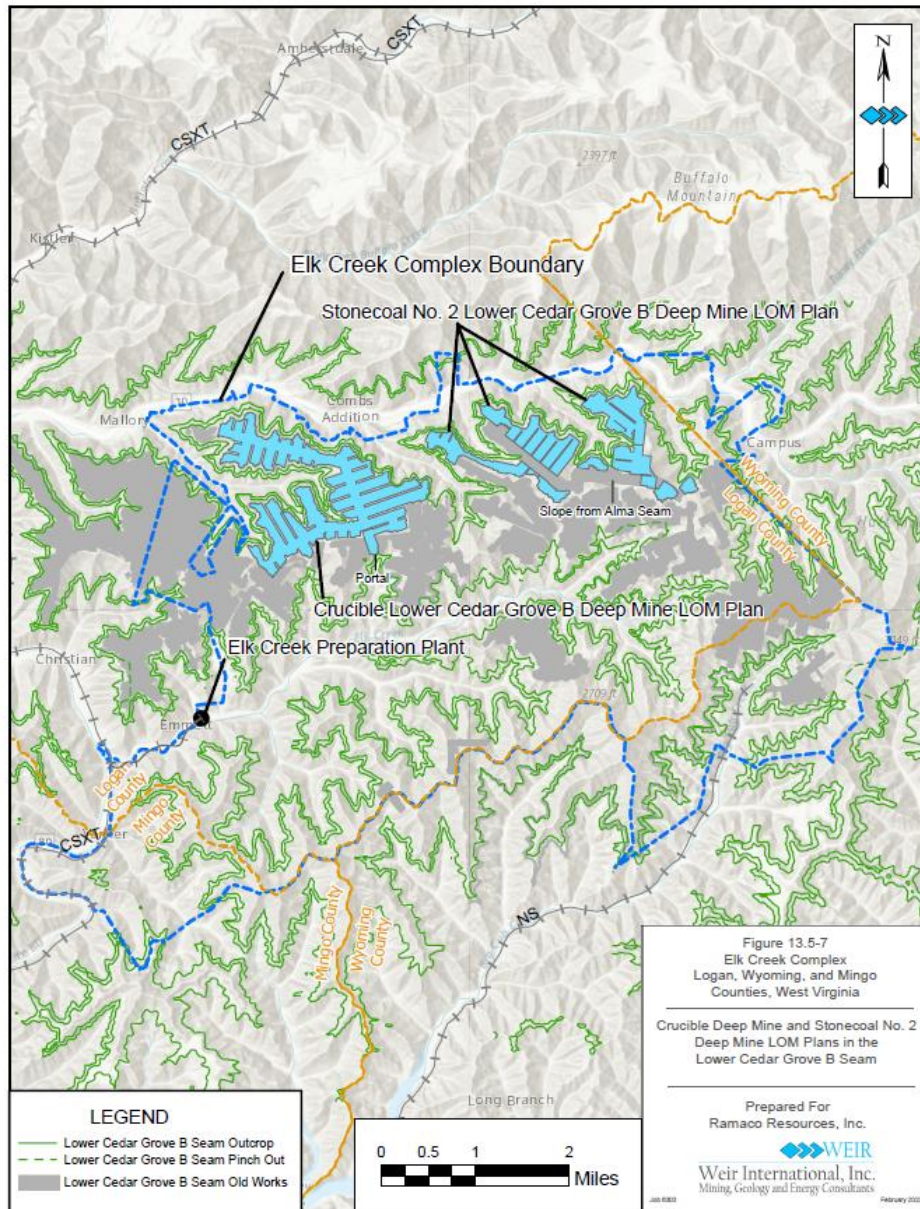 CSXT
Amherstdale
N
CSXT
2397 ft
Buffalo
Mountain
Kistler
Elk Creek Complex Boundary
Stonecoal No. 2 Lower Cedar Grove B Deep Mine LOM Plan
10
Combs
Addition
Mallory
Campus
Wyoming County
Logan County
Slope from Alma Seam
Portal
Crucible Lower Cedar Grove B Deep Mine LOM Plan
Elk Creek Preparation Plant
Christian
2709 ft
Emmett
Logan
County
Mingo
County
CSXT
80
Mingo County
Wyoming
County
NS
Long Branch
Figure 13.5-7
Elk Creek Complex
Logan, Wyoming, and Mingo
Counties, West Virginia
Crucible Deep Mine and Stonecoal No. 2
Deep Mine LOM Plans in the
Lower Cedar Grove B Seam
Prepared For
Ramaco Resources, Inc.
WEIR
Weir International, Inc.
Mining, Geology and Energy Consultants
February
LEGEND
Lower Cedar Grove B Seam Outcrop
Lower Cedar Grove B Seam Pinch Out
Lower Cedar Grove B Seam Old Works
0 0.5 1 2
Miles